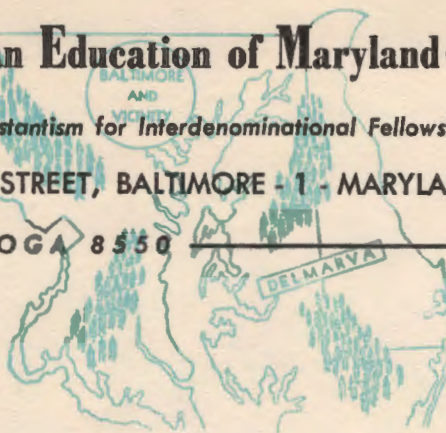 n Education of Maryland
BALTIMORE
AND
VICINITY
stantism for Interdenominational Fellows
STREET, BALTIMORE - 1 - MARYLA
OGA 8550
DELMARVA